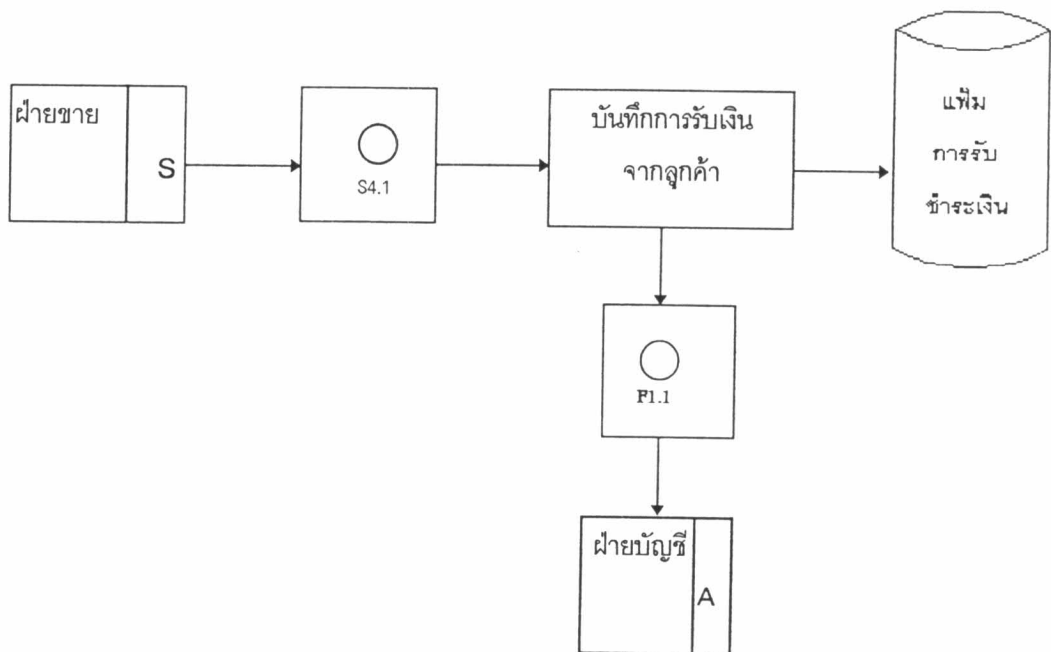 ฝ่ายขาย
S
S4.1
บันทึกการรับเงิน
จากลูกค้า
แฟ้ม
การรับ
ชำระเงิน
F1.1
ฝ่ายบัญชี
A